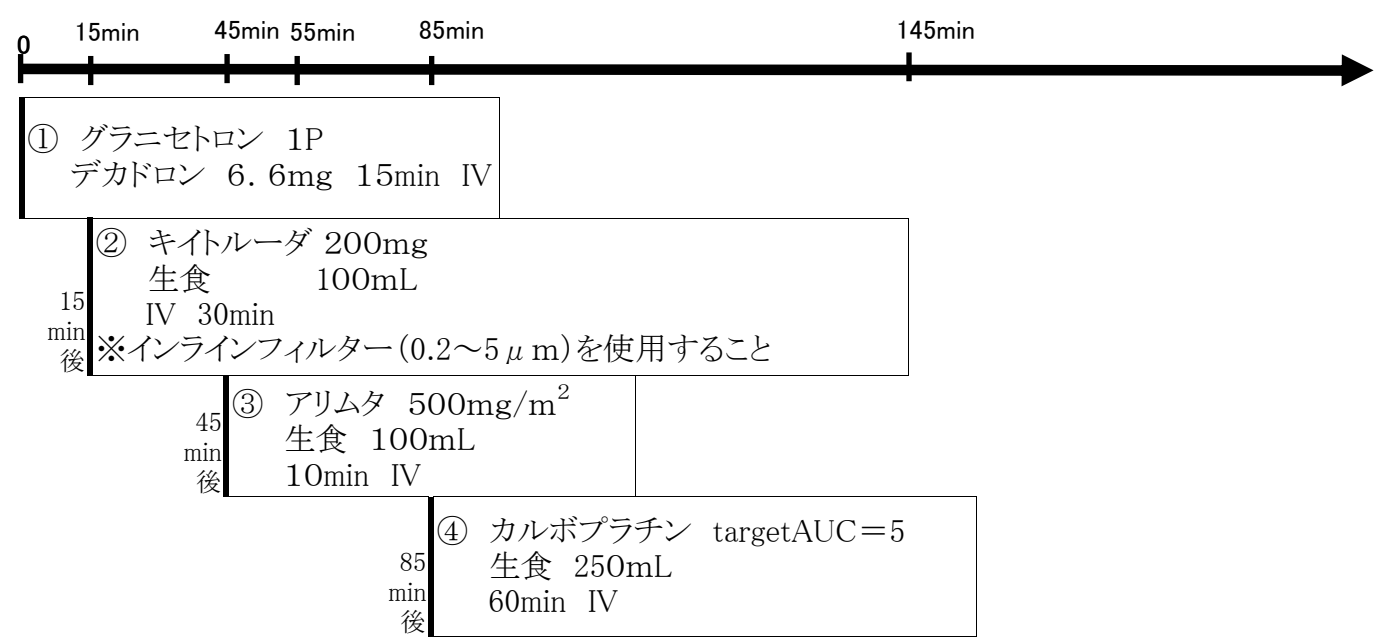 0
15min
45min
55min
85min
145min
① グラニセトロン 1P
デカドロン 6.6mg 15min Ⅳ
15
min
後
② キイトルーダ 200mg
生食 100mL
Ⅳ 30min
※インラインフィルター(0.2～5μm)を使用すること
45
min
後
③ アリムタ 500mg/m²
生食 100mL
10min Ⅳ
85
min
後
④ カルボプラチン targetAUC=5
生食 250mL
60min Ⅳ